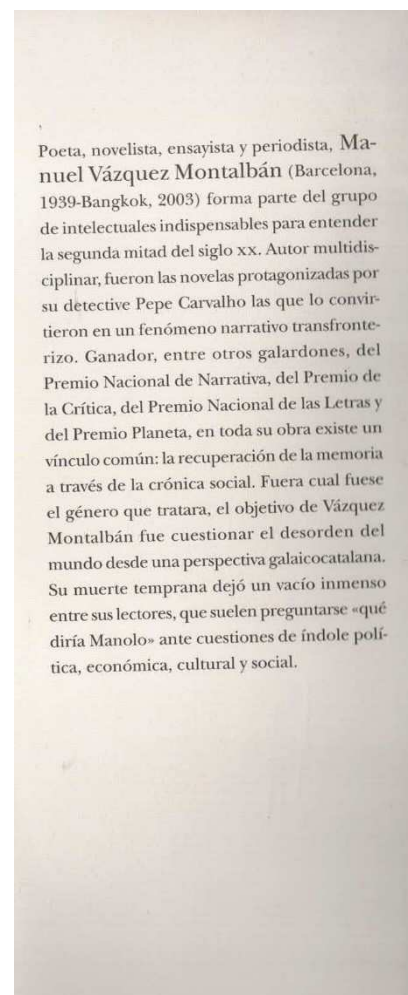 Poeta, novelista, ensayista y periodista, Ma-
nuel Vázquez Montalbán (Barcelona,
1939-Bangkok, 2003) forma parte del grupo
de intelectuales indispensables para entender
la segunda mitad del siglo XX. Autor multidis-
ciplinar, fueron las novelas protagonizadas por
su detective Pepe Carvalho las que lo convir-
tieron en un fenómeno narrativo transfronte-
rizo. Ganador, entre otros galardones, del
Premio Nacional de Narrativa, del Premio de
la Crítica, del Premio Nacional de las Letras y
del Premio Planeta, en toda su obra existe un
vínculo común: la recuperación de la memoria
a través de la crónica social. Fuera cual fuese
el género que tratara, el objetivo de Vázquez
Montalbán fue cuestionar el desorden del
mundo desde una perspectiva galaicocatalana.
Su muerte temprana dejó un vacío inmenso
entre sus lectores, que suelen preguntarse «qué
diría Manolo» ante cuestiones de índole polí-
tica, económica, cultural y social.